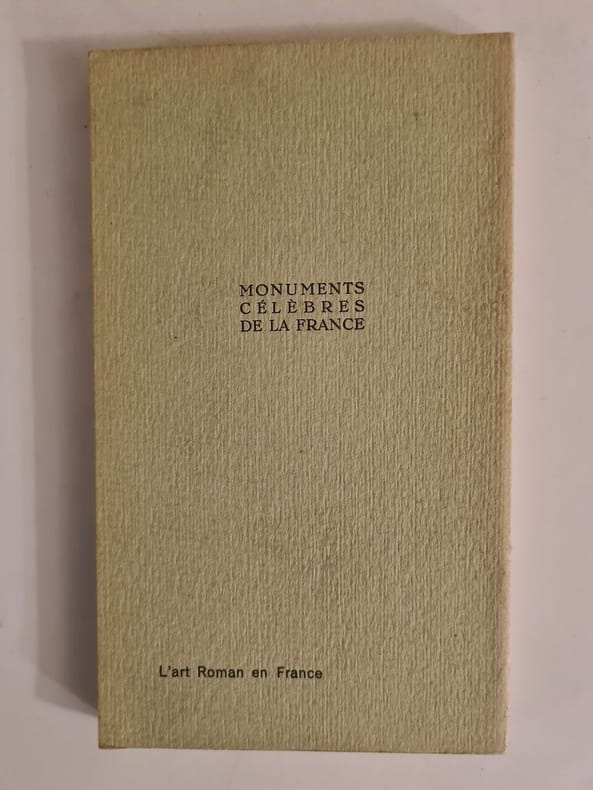 MONUMENTS
CÉLÈBRES
DE LA FRANCE
L'art Roman en France